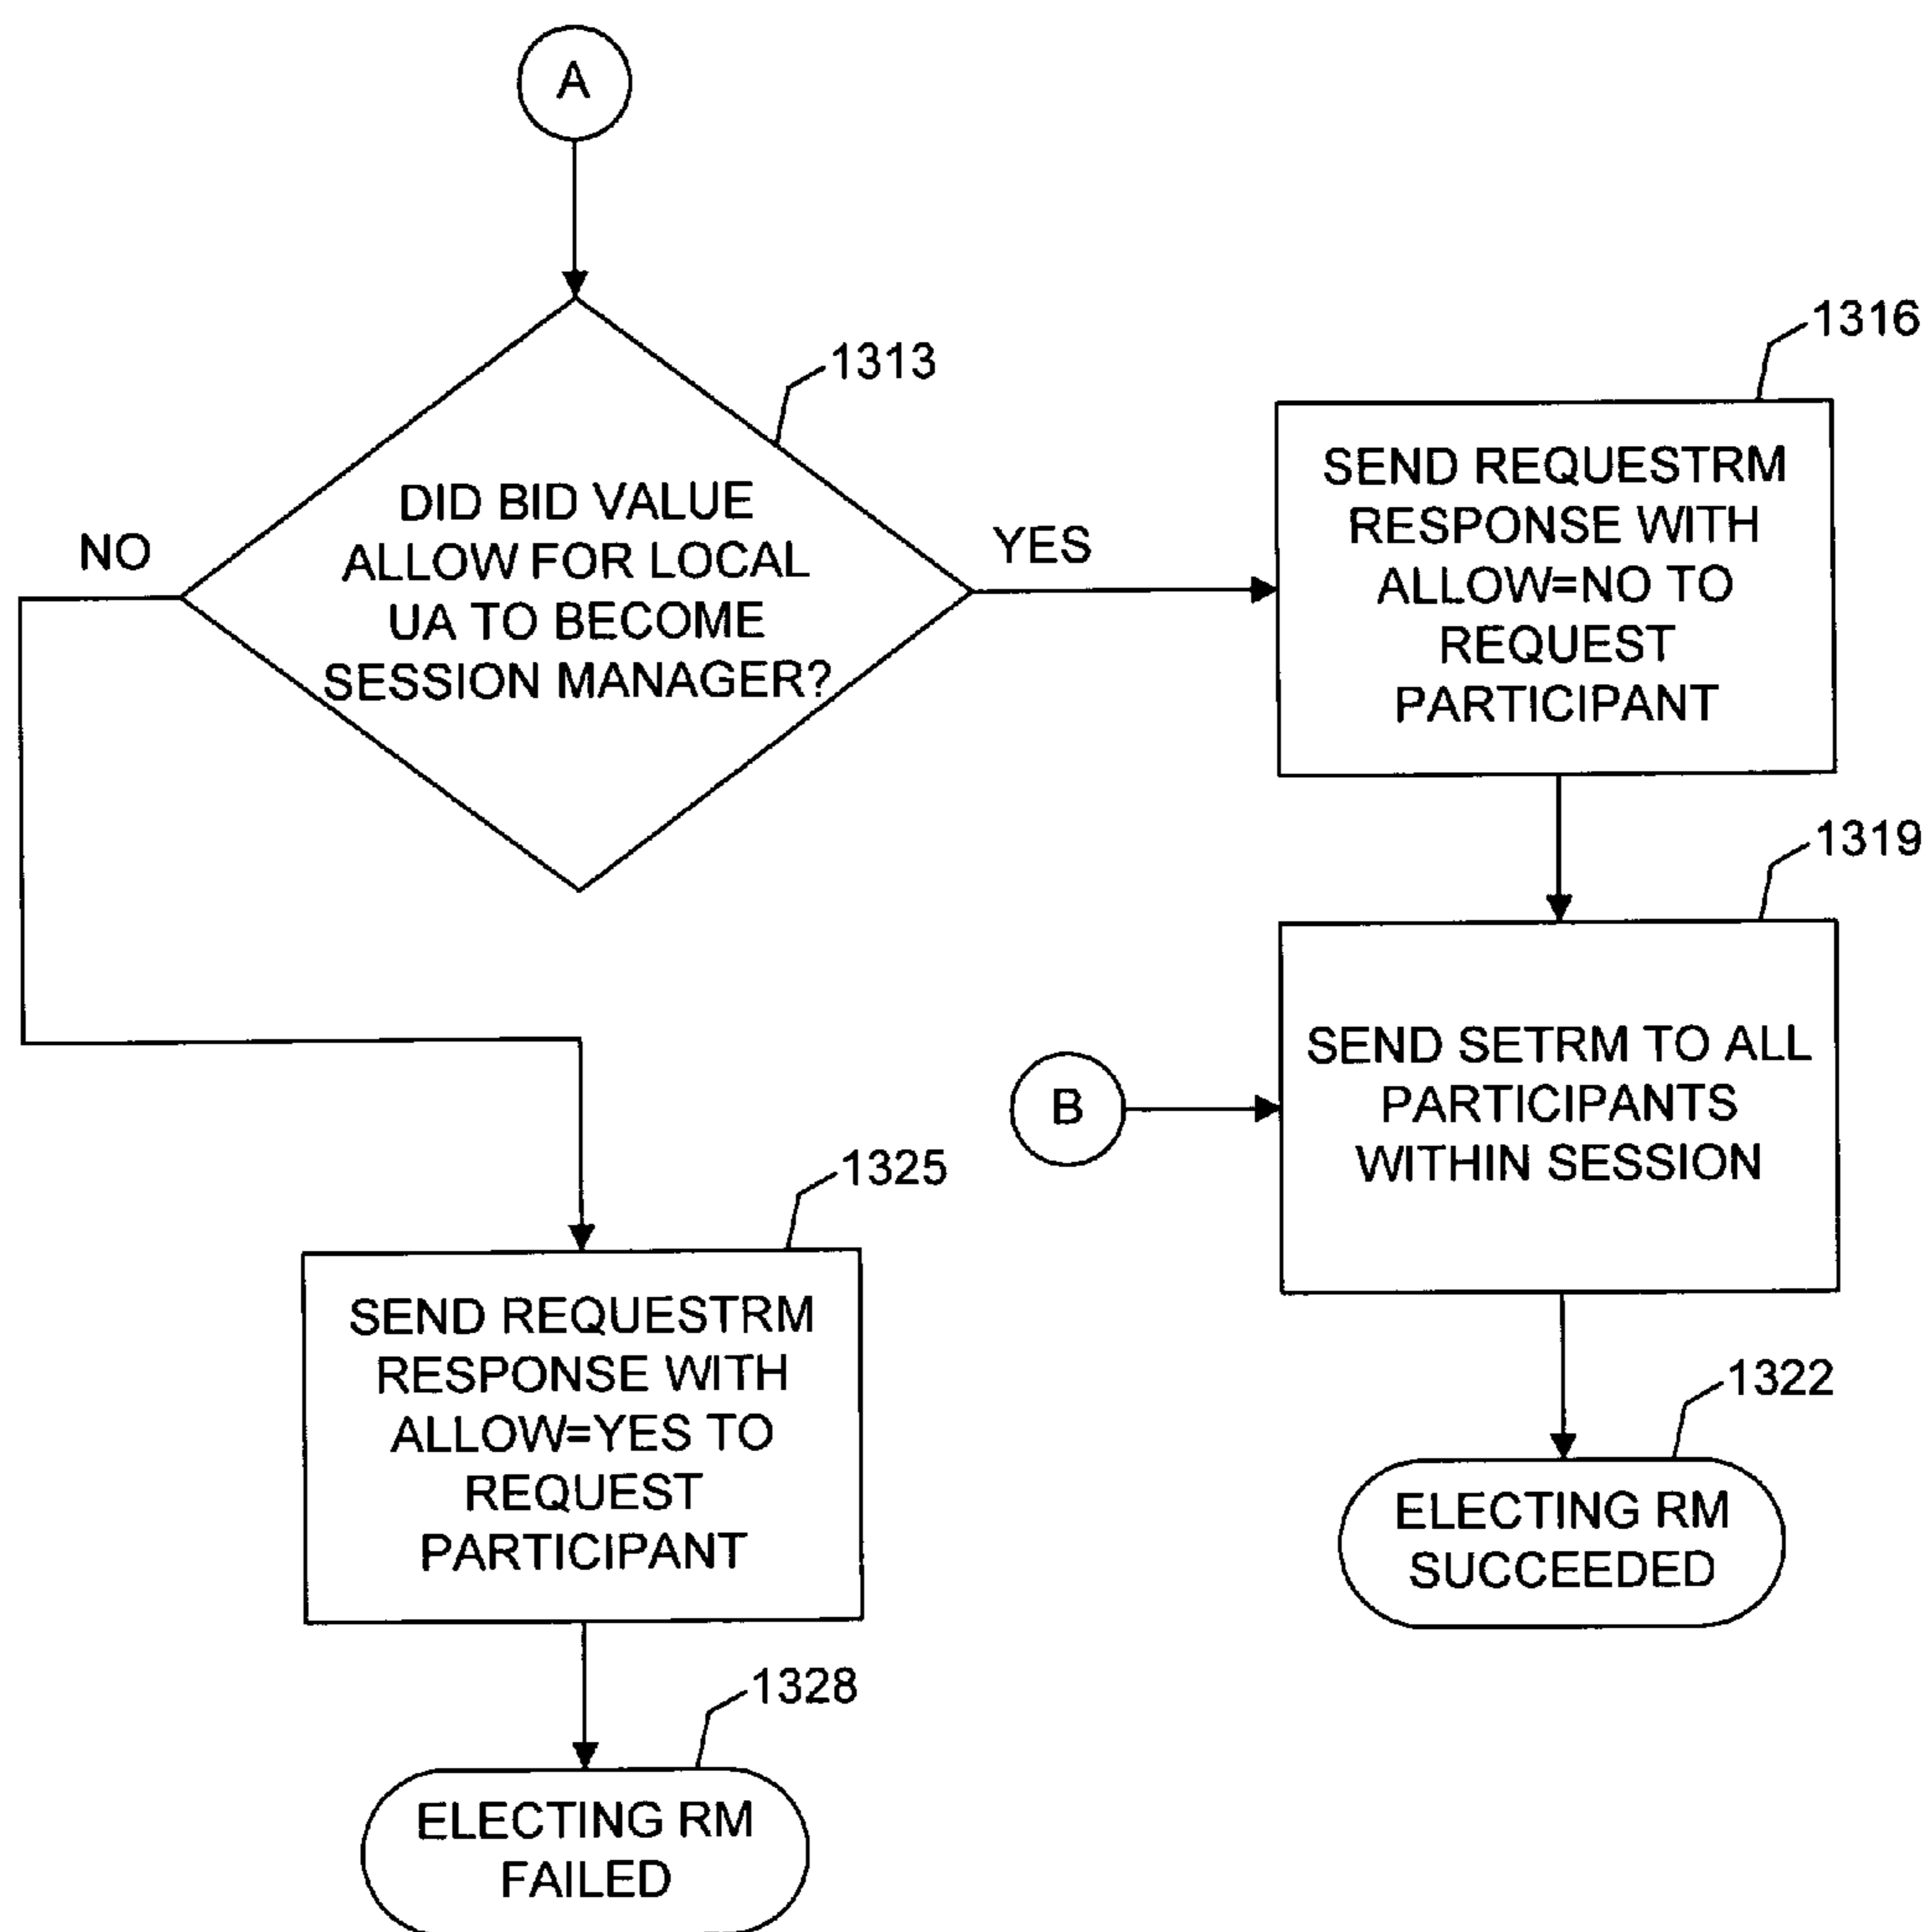 A
1313
DID BID VALUE
ALLOW FOR LOCAL
UA TO BECOME
SESSION MANAGER?
NO
YES
1316
SEND REQUESTRM
RESPONSE WITH
ALLOW=NO TO
REQUEST
PARTICIPANT
1319
SEND SETRM TO ALL
PARTICIPANTS
WITHIN SESSION
B
1322
ELECTING RM
SUCCEEDED
1325
SEND REQUESTRM
RESPONSE WITH
ALLOW=YES TO
REQUEST
PARTICIPANT
1328
ELECTING RM
FAILED